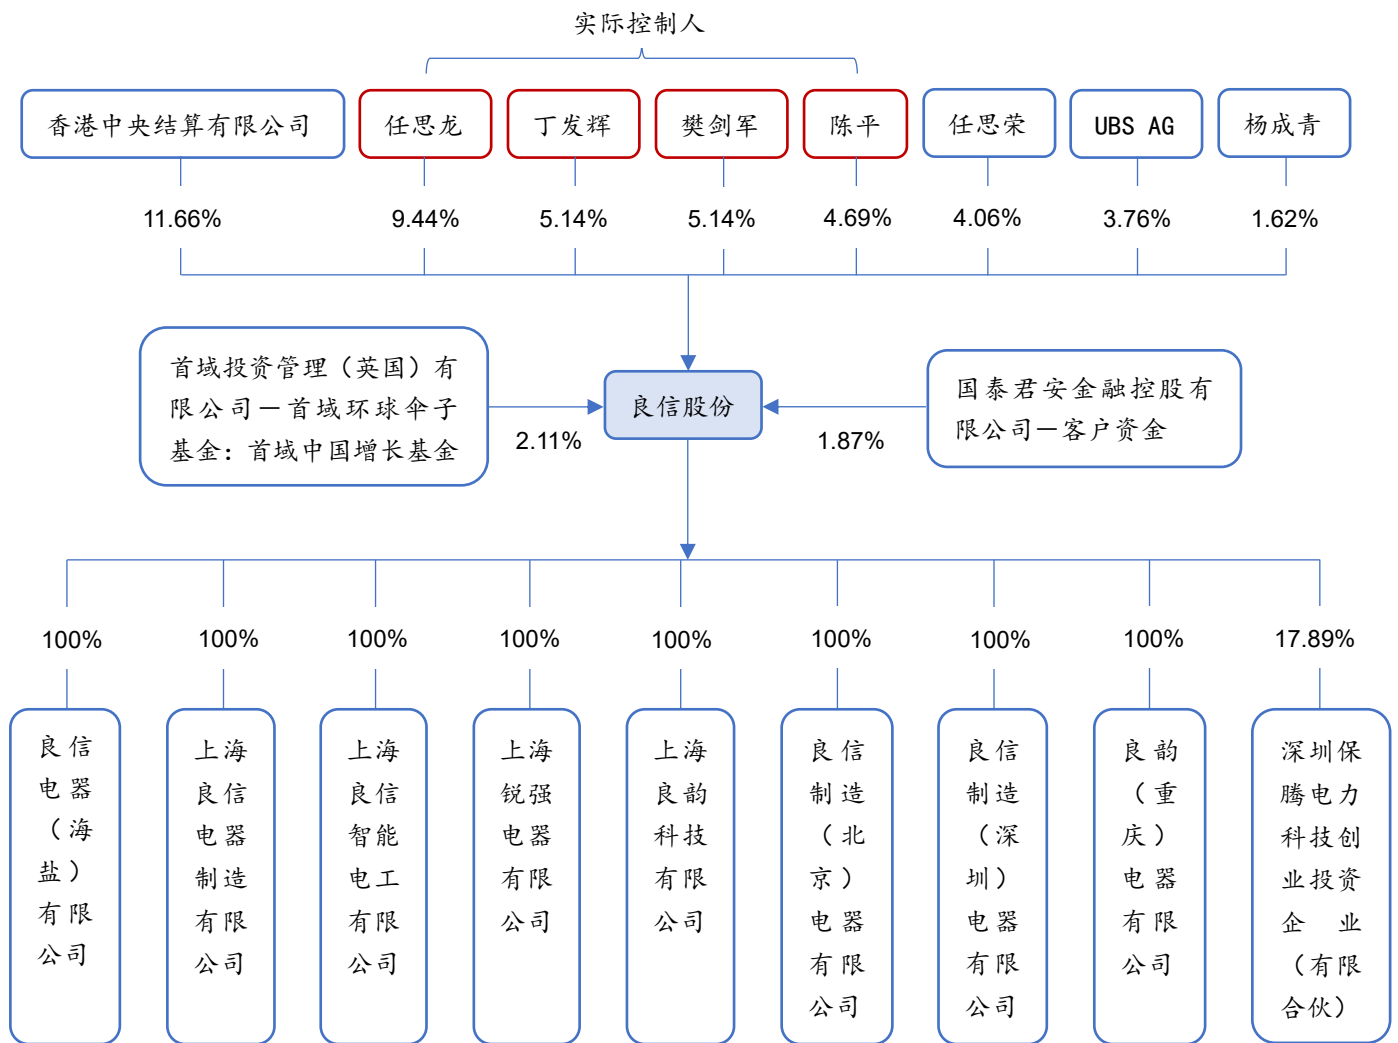 实际控制人
香港中央结算有限公司
任思龙
丁发辉
樊剑军
陈平
任思荣
UBS AG
杨成青
11.66%
9.44%
5.14%
5.14%
4.69%
4.06%
3.76%
1.62%
首域投资管理（英国）有
限公司－首域环球伞子
基金：首域中国增长基金
2.11%
良信股份
1.87%
国泰君安金融控股有
限公司－客户资金
100%
100%
100%
100%
100%
100%
100%
100%
17.89%
良信
电器
（海
盐）
有限
公司
上海
良信
电器
制造
有限
公司
上海
良信
智能
电工
有限
公司
上海
锐强
电器
有限
公司
上海
良韵
科技
有限
公司
良信
制造
（北
京）
电器
有限
公司
良信
制造
（深
圳）
电器
有限
公司
良韵
（重
庆）
电器
有限
公司
深圳保
腾电力
科技创
业投资
企业
（有限
合伙）